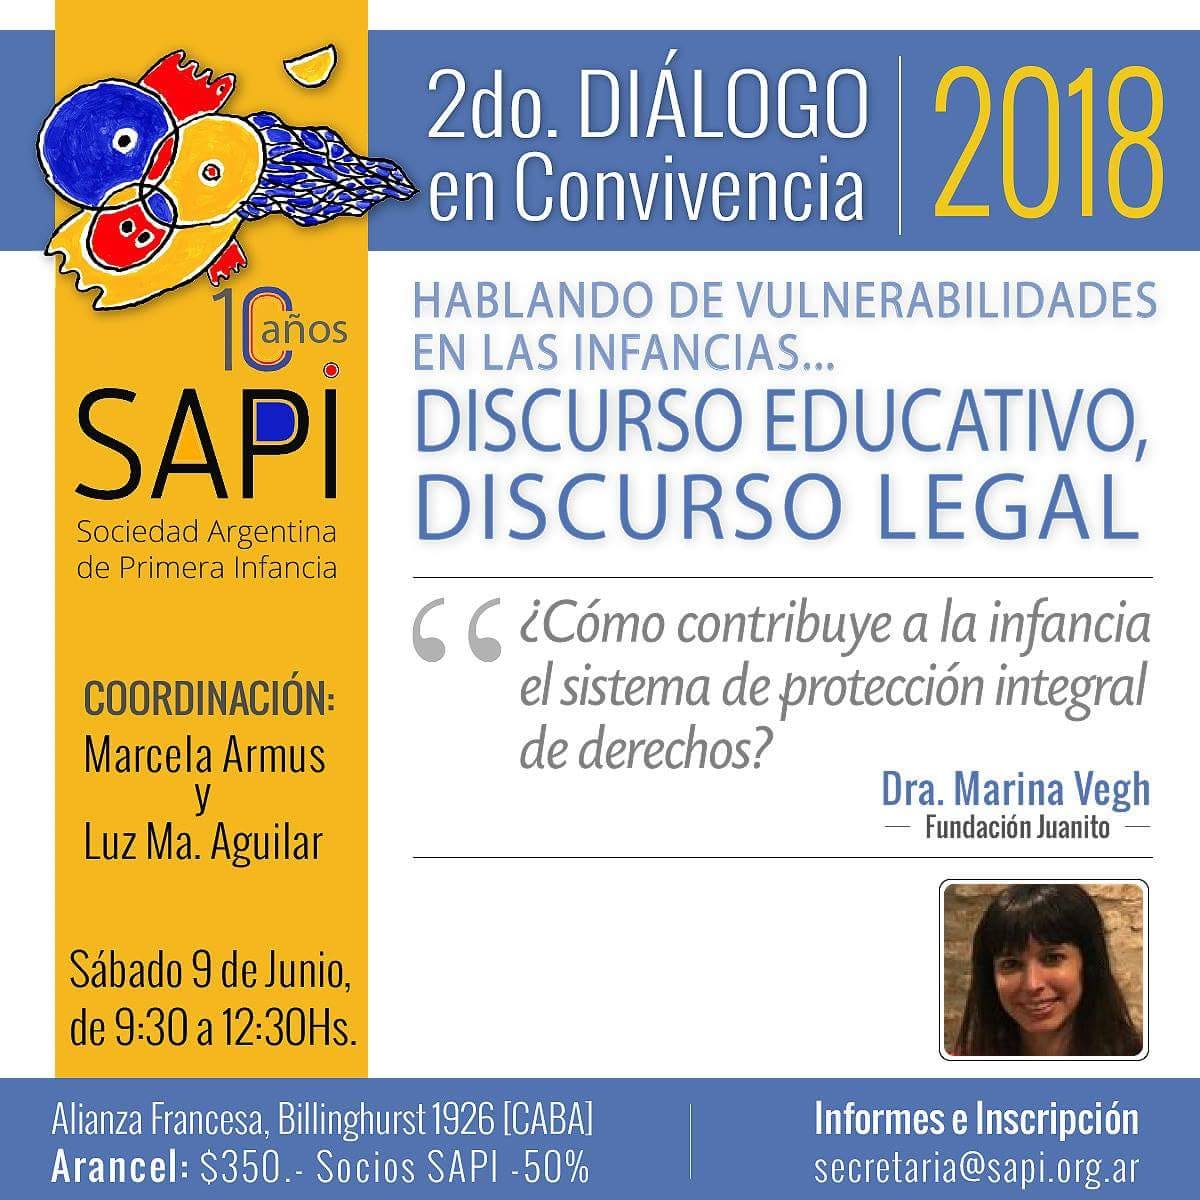 2do. DIÁLOGO
en Convivencia
2018
10 años
SAPI
Sociedad Argentina
de Primera Infancia
COORDINACIÓN:
Marcela Armus
y
Luz Ma. Aguilar
Sábado 9 de Junio,
de 9:30 a 12:30Hs.
HABLANDO DE VULNERABILIDADES
EN LAS INFANCIAS...
DISCURSO EDUCATIVO,
DISCURSO LEGAL
“ ¿Cómo contribuye a la infancia
el sistema de protección integral
de derechos?
Dra. Marina Vegh
— Fundación Juanito —
Alianza Francesa, Billinghurst 1926 [CABA]
Arancel: $350.- Socios SAPI -50%
Informes e Inscripción
secretaria@sapi.org.ar